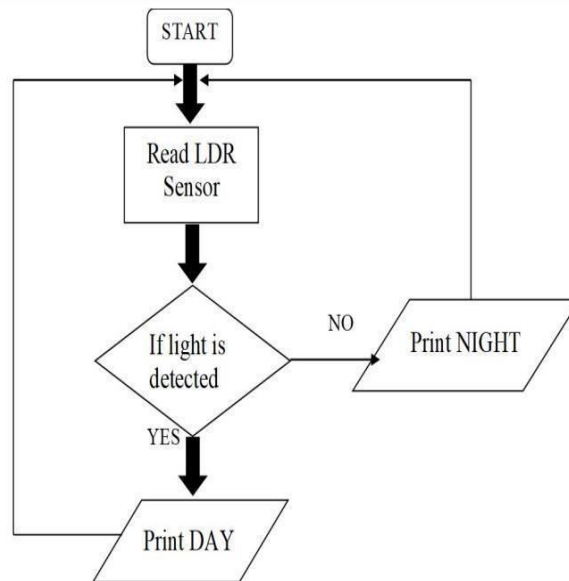 START
Read LDR
Sensor
If light is
detected
NO
Print NIGHT
YES
Print DAY